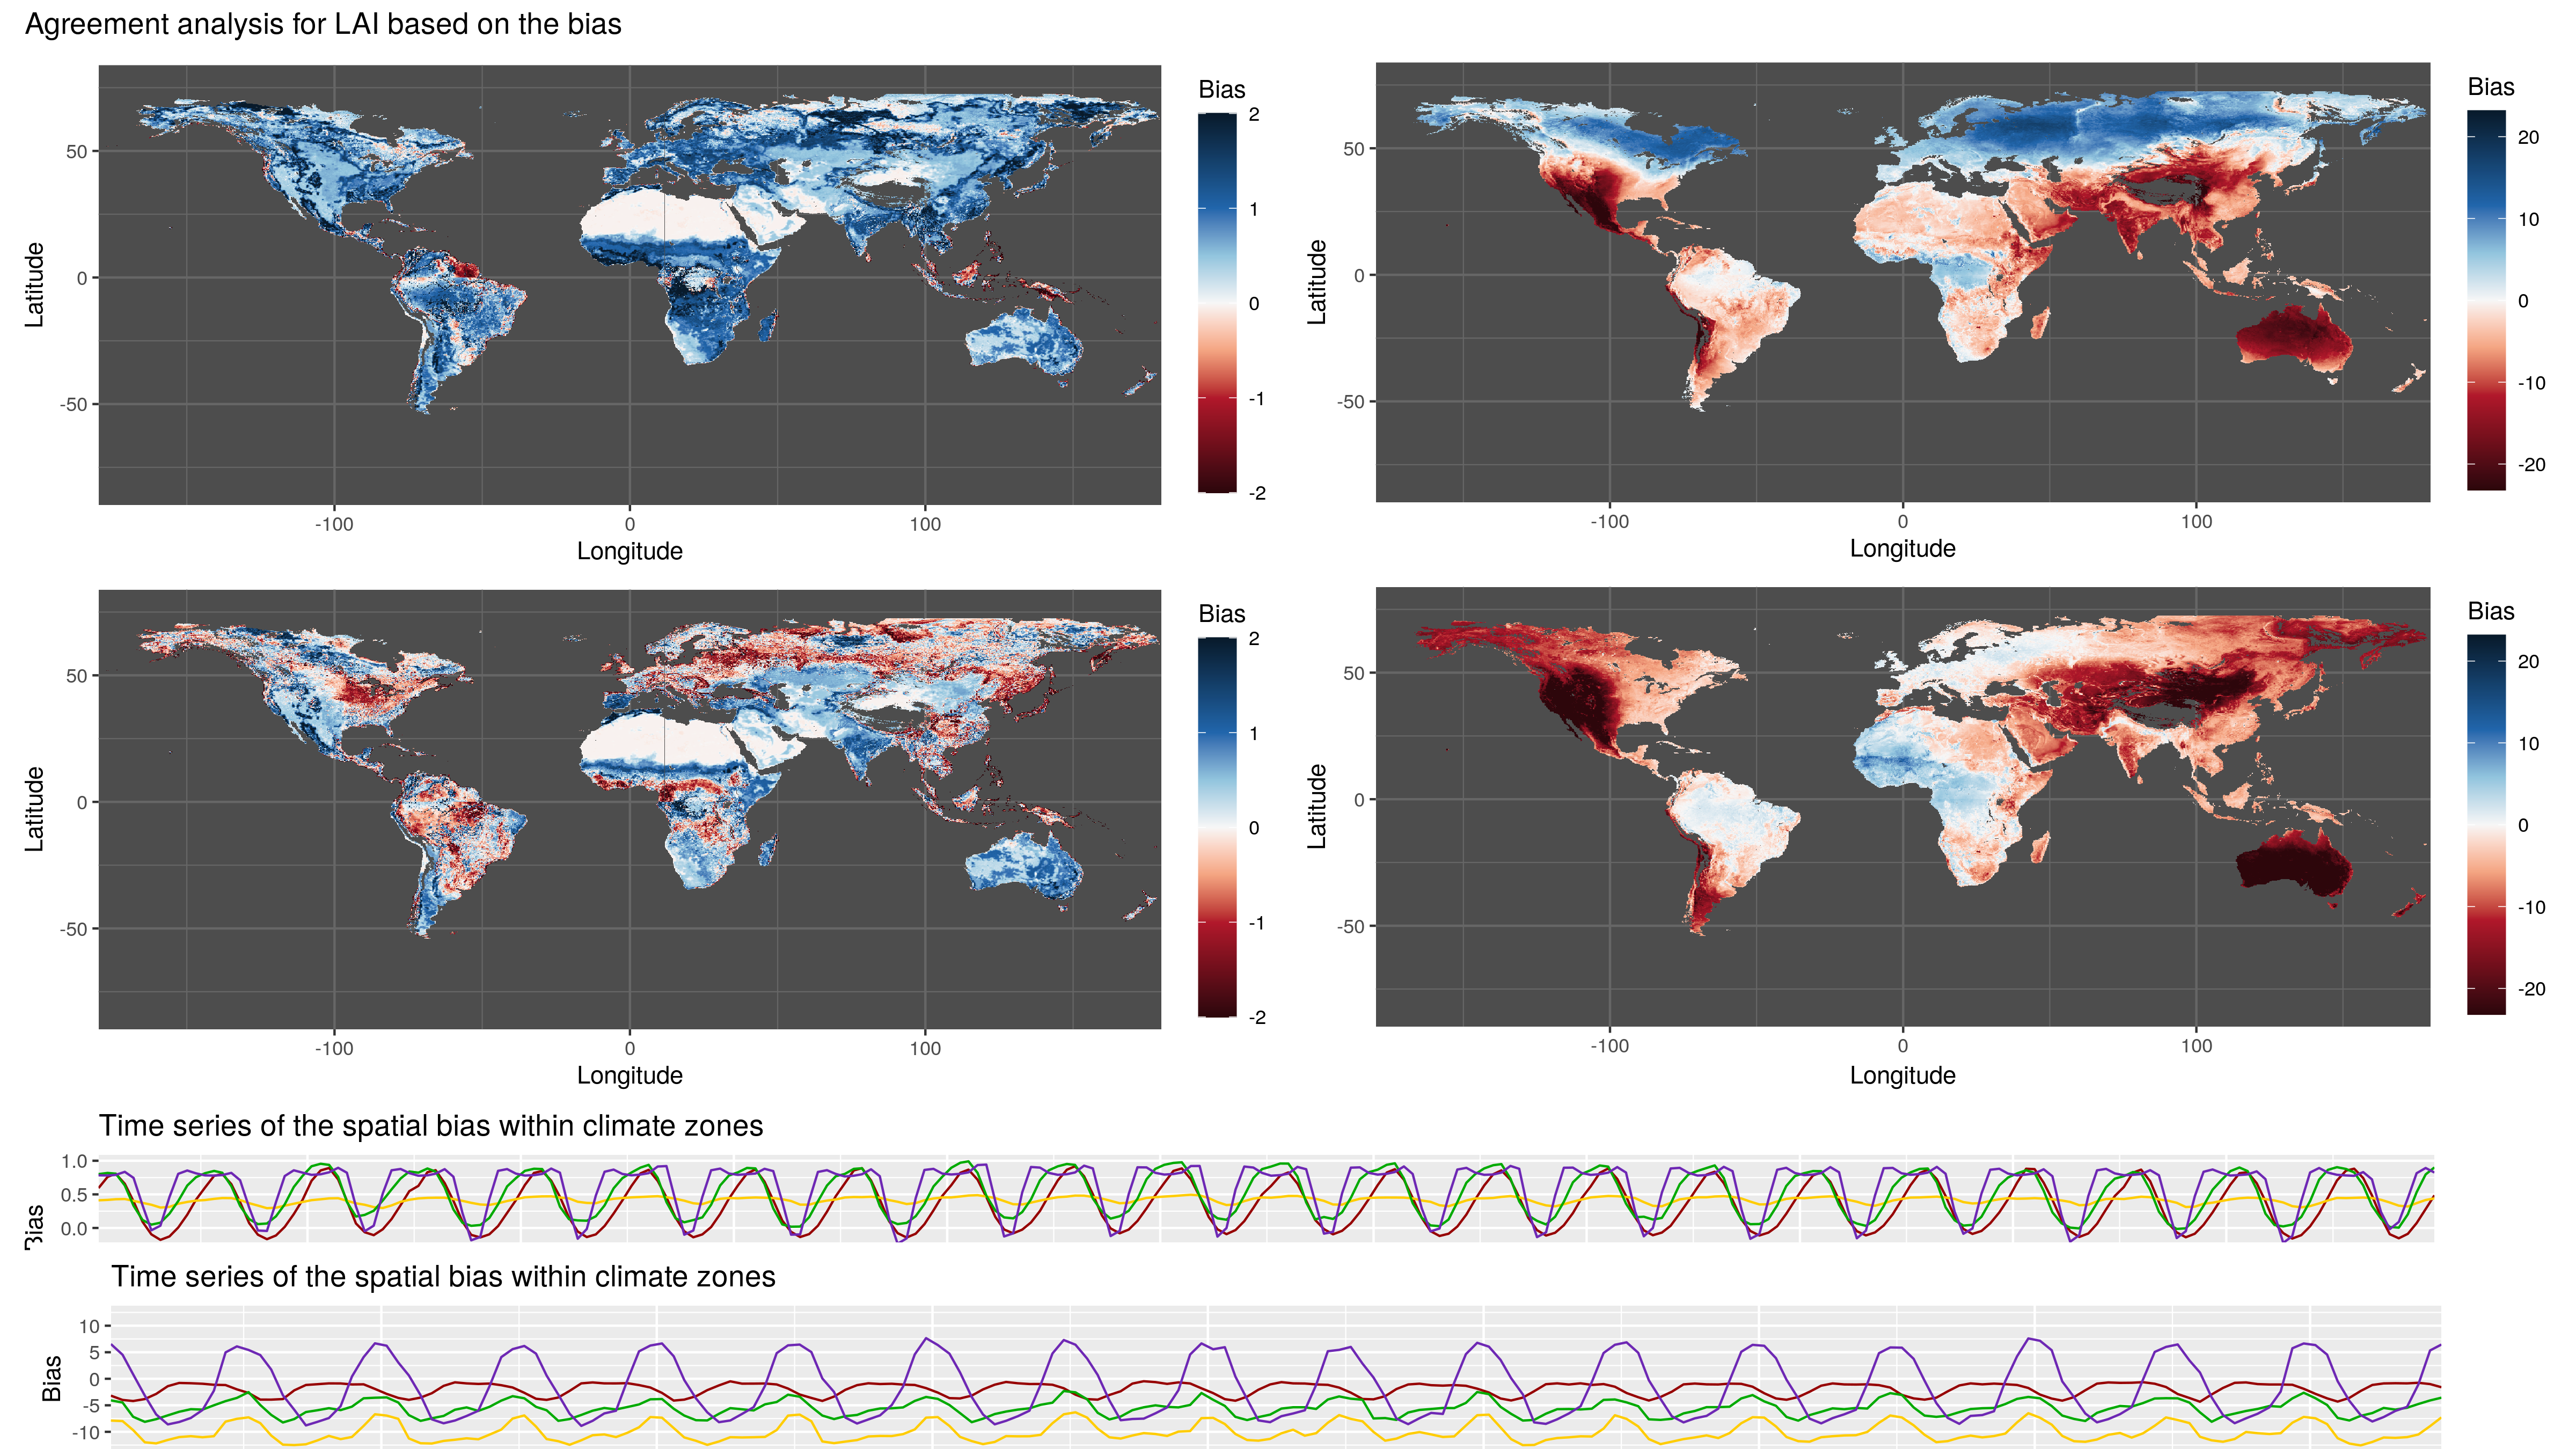 Agreement analysis for LAI based on the bias
Latitude
50
0
-50
-100 0 100
Longitude
Bias
2
1
0
-1
-2
Latitude
50
0
-50
-100 0 100
Longitude
Bias
20
10
0
-10
-20
Latitude
50
0
-50
-100 0 100
Longitude
Bias
2
1
0
-1
-2
Latitude
50
0
-50
-100 0 100
Longitude
Bias
20
10
0
-10
-20
Time series of the spatial bias within climate zones
Bias
1.0
0.5
0.0
Time series of the spatial bias within climate zones
Bias
10
5
0
-5
-10